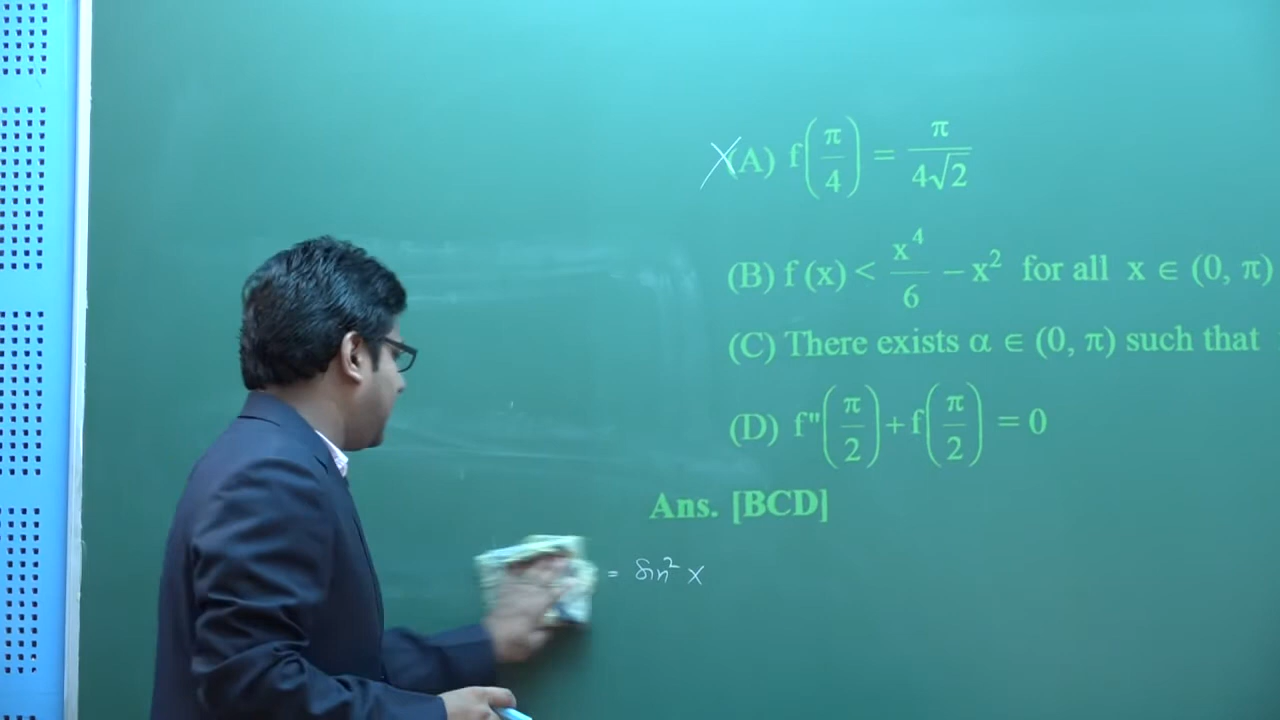 X(A) f(π/4) = π/(4√2)
(B) f (x) < x⁴/6 − x² for all x ∈ (0, π)
(C) There exists α ∈ (0, π) such that
(D) f"(π/2) + f(π/2) = 0
Ans. [BCD]
= sin² x